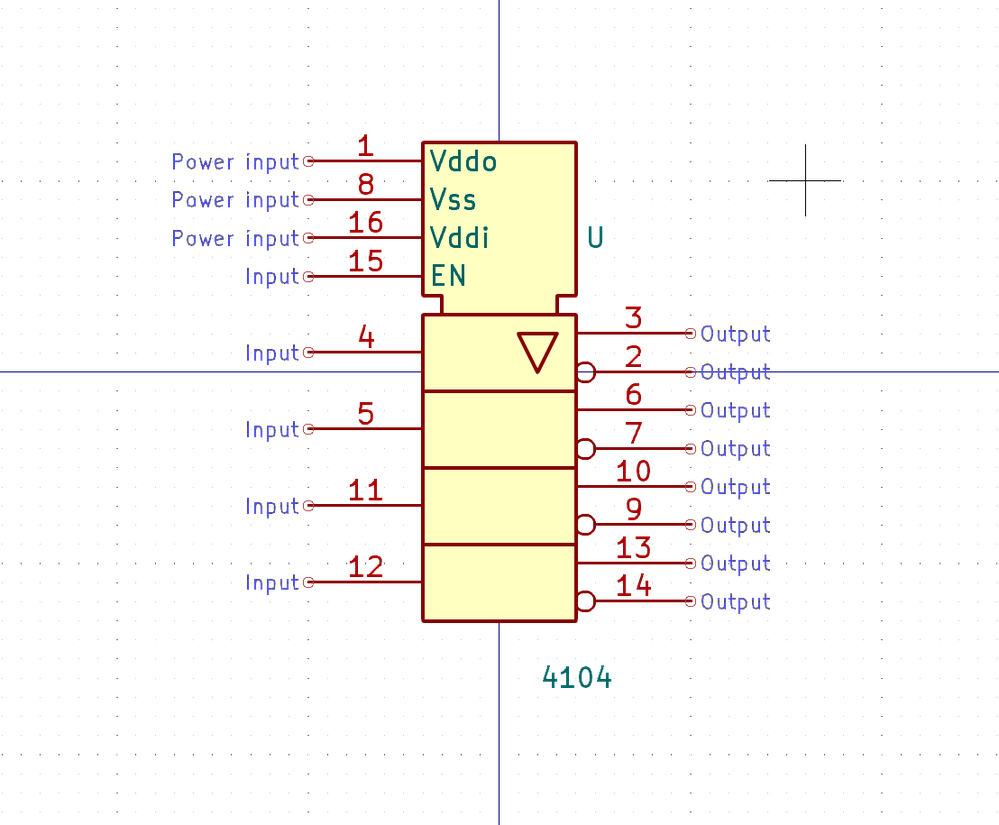 1
Power input Vddo
8
Power input Vss
16
Power input Vddi U
15
Input EN
3
Output
4
Input
2
Output
6
Output
5
Input
7
Output
10
Output
11
Input
9
Output
13
Output
12
Input
14
Output
4104